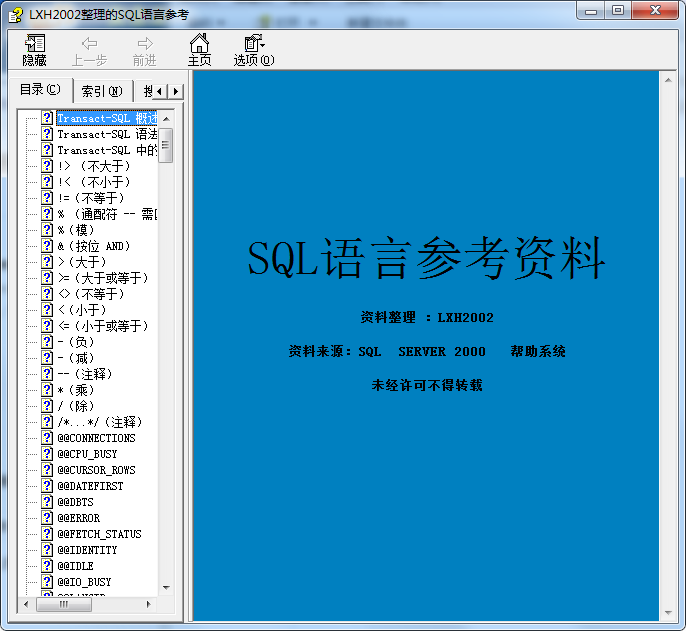 LXH2002整理的SQL语言参考
隐藏
上一步
前进
主页
选项(O)
目录(C)
索引(N)
Transact-SQL 概述
Transact-SQL 语法
Transact-SQL 中的
!> (不大于)
!< (不小于)
!=(不等于)
% (通配符 -- 需
%(模)
&(按位 AND)
>(大于)
>=(大于或等于)
<>(不等于)
<(小于)
<=(小于或等于)
-(负)
-(减)
--(注释)
*(乘)
/(除)
/*...*/(注释)
@@CONNECTIONS
@@CPU_BUSY
@@CURSOR_ROWS
@@DATEFIRST
@@DBTS
@@ERROR
@@FETCH_STATUS
@@IDENTITY
@@IDLE
@@IO_BUSY
SQL语言参考资料
资料整理 : LXH2002
资料来源: SQL SERVER 2000 帮助系统
未经许可不得转载